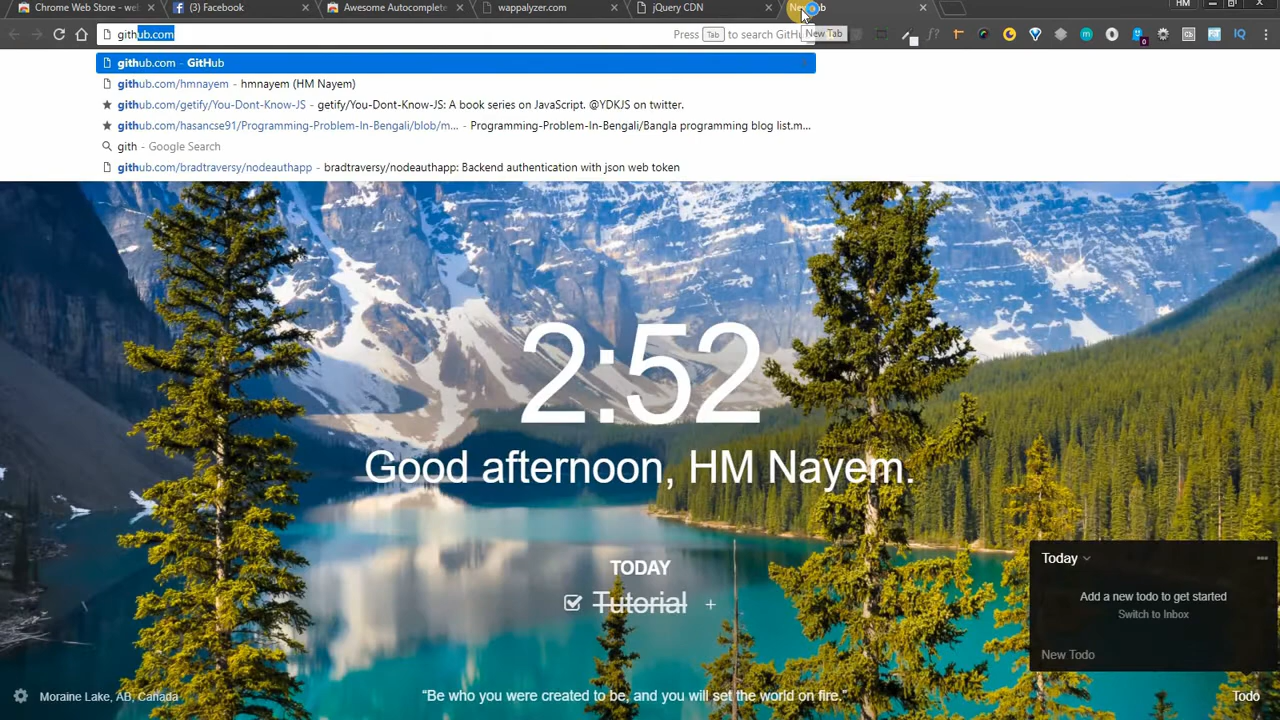 Chrome Web Store - we
(3) Facebook
Awesome Autocomplete
wappalyzer.com
jQuery CDN
HM
github.com
Press Tab to search GitHu
New Tab
github.com - GitHub
github.com/hmnayem - hmnayem (HM Nayem)
github.com/getify/You-Dont-Know-JS - getify/You-Dont-Know-JS: A book series on JavaScript. @YDKJS on twitter.
github.com/hasancse91/Programming-Problem-In-Bengali/blob/m... - Programming-Problem-In-Bengali/Bangla programming blog list.m...
gith - Google Search
github.com/bradtraversy/nodeauthapp - bradtraversy/nodeauthapp: Backend authentication with json web token
2:52
Good afternoon, HM Nayem.
TODAY
Tutorial
Today
Add a new todo to get started
Switch to Inbox
New Todo
Moraine Lake, AB, Canada
“Be who you were created to be, and you will set the world on fire.”
Todo